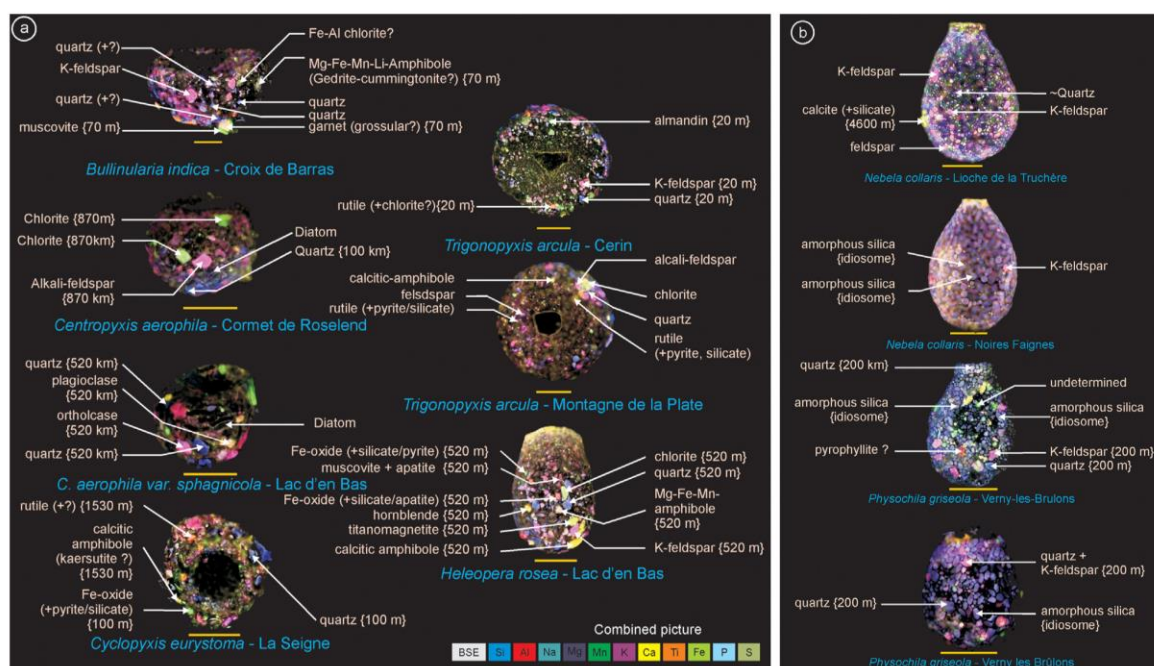 a
quartz (+?)
K-feldspar
quartz (+?)
muscovite {70 m}
Fe-Al chlorite?
Mg-Fe-Mn-Li-Amphibole
(Gedrite-cummingtonite?) {70 m}
quartz
quartz
garnet (grossular?) {70 m}
Bullinularia indica - Croix de Barras
almandin {20 m}
K-feldspar {20 m}
quartz {20 m}
rutile (+chlorite?){20 m}
Trigonopyxis arcula - Cerin
Chlorite {870m}
Chlorite {870km}
Alkali-feldspar
{870 km}
Diatom
Quartz {100 km}
Centropyxis aerophila - Cormet de Roselend
calcitic-amphibole
felsdspar
rutile (+pyrite/silicate)
alcali-feldspar
chlorite
quartz
rutile
(+pyrite, silicate)
Trigonopyxis arcula - Montagne de la Plate
quartz {520 km}
plagioclase
{520 km}
ortholcase
{520 km}
quartz {520 km}
Diatom
C. aerophila var. sphagnicola - Lac d'en Bas
Fe-oxide (+silicate/pyrite) {520 m}
muscovite + apatite {520 m}
Fe-oxide (+silicate/apatite) {520 m}
hornblende {520 m}
titanomagnetite {520 m}
calcitic amphibole {520 m}
chlorite {520 m}
quartz {520 m}
Mg-Fe-Mn-
amphibole
{520 m}
K-feldspar {520 m}
Heleopera rosea - Lac d'en Bas
rutile (+?) {1530 m}
calcitic
amphibole
(kaersutite ?)
{1530 m}
Fe-oxide
(+pyrite/silicate)
{100 m}
quartz {100 m}
Cyclopyxis eurystoma - La Seigne
Combined picture
BSE Si Al Na Mg Mn K Ca Ti Fe P S
b
K-feldspar
calcite (+silicate)
{4600 m}
feldspar
~Quartz
K-feldspar
Nebela collaris - Lioche de la Truchère
amorphous silica
{idiosome}
amorphous silica
{idiosome}
K-feldspar
Nebela collaris - Noires Faignes
quartz {200 km}
amorphous silica
{idiosome}
pyrophyllite ?
undetermined
amorphous silica
{idiosome}
K-feldspar {200 m}
quartz {200 m}
Physochila griseola - Verny-les-Brulons
quartz +
K-feldspar {200 m}
quartz {200 m}
amorphous silica
{idiosome}
Physochila griseola - Verny les Brûlons